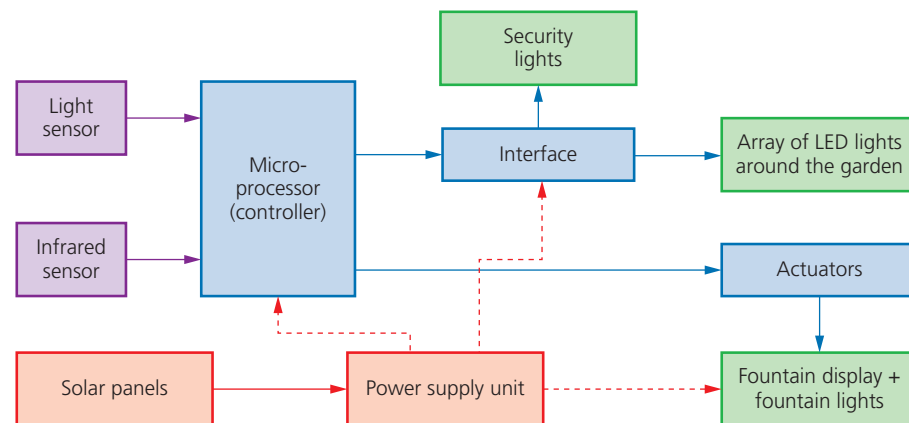 Security
lights
Light
sensor
Micro-
processor
(controller)
Interface
Array of LED lights
around the garden
Infrared
sensor
Actuators
Solar panels
Power supply unit
Fountain display +
fountain lights